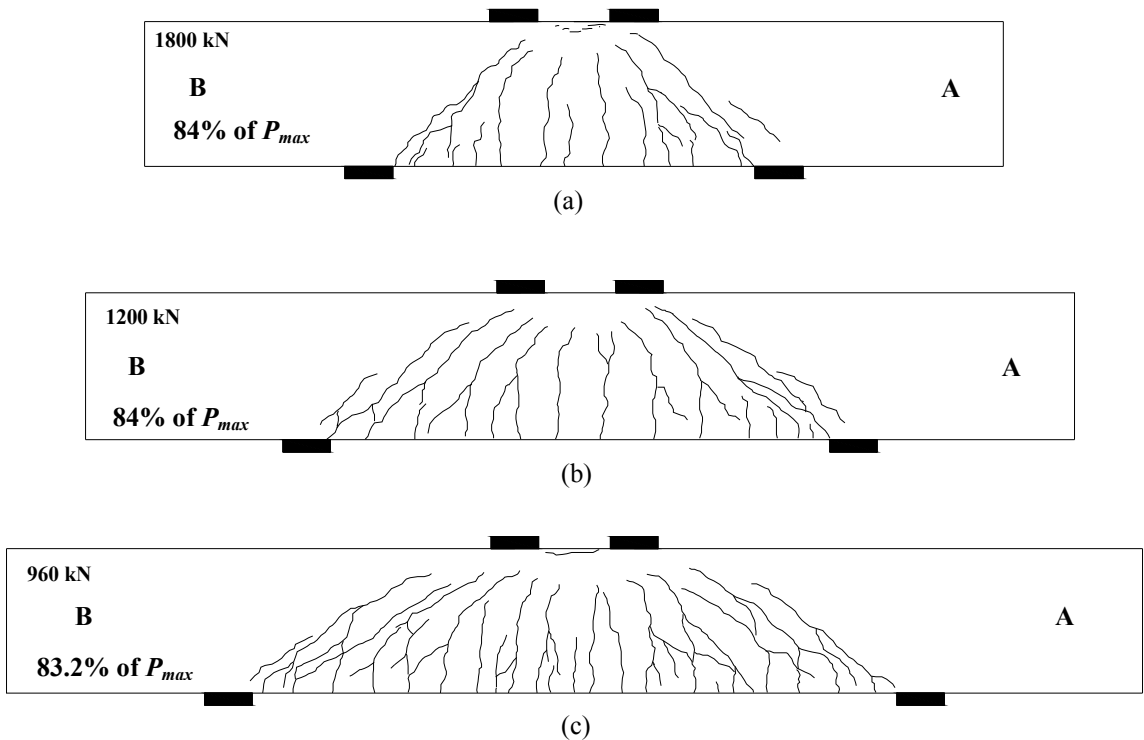 1800 kN
B
A
84% of Pmax
(a)
1200 kN
B
A
84% of Pmax
(b)
960 kN
B
A
83.2% of Pmax
(c)